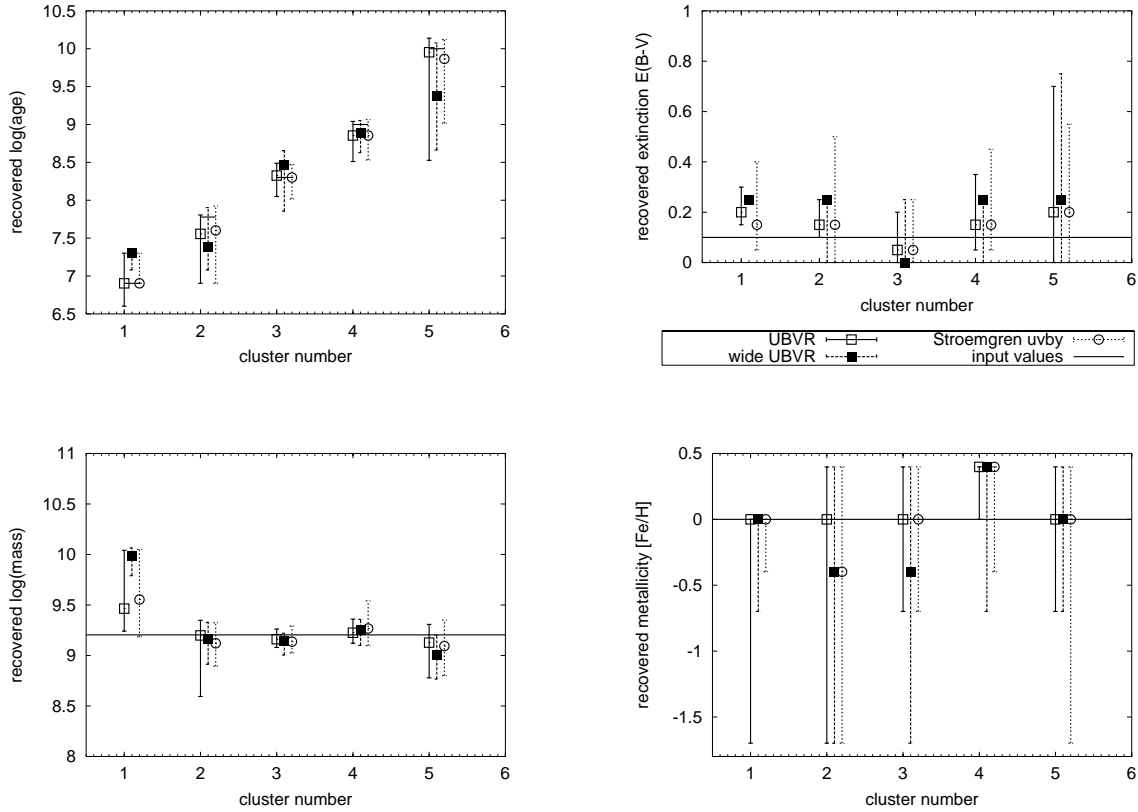 10.5
10
9.5
9
8.5
8
7.5
7
6.5
recovered log(age)
1 2 3 4 5 6
cluster number
1
0.8
0.6
0.4
0.2
0
recovered extinction E(B-V)
1 2 3 4 5 6
cluster number
UBVR
wide UBVR
Stroemgren uvby
input values
11
10.5
10
9.5
9
8.5
8
recovered log(mass)
1 2 3 4 5 6
cluster number
0.5
0
-0.5
-1
-1.5
recovered metallicity [Fe/H]
1 2 3 4 5 6
cluster number